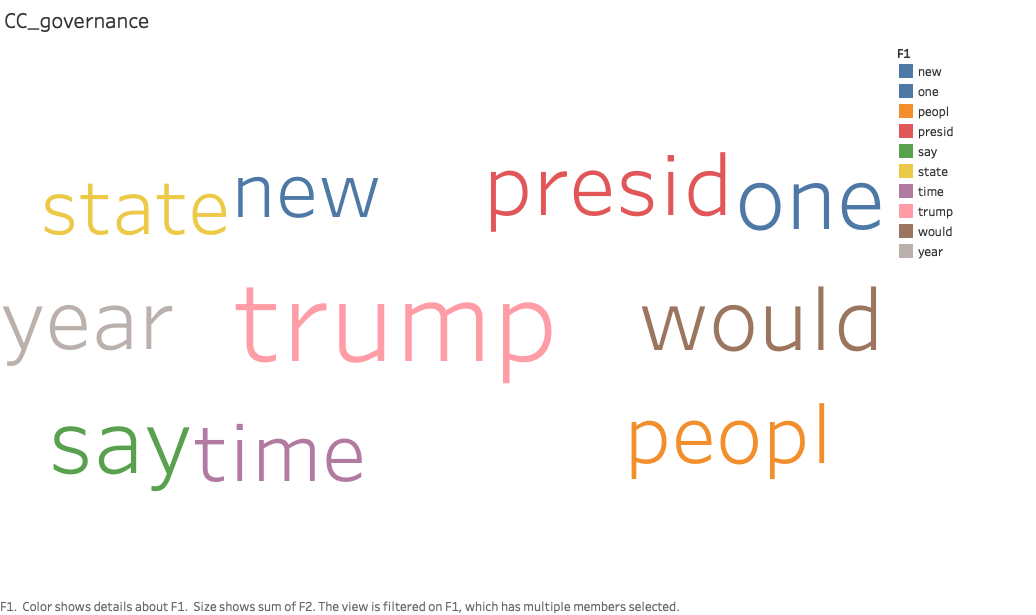 CC_governance
F1
new
one
peopl
presid
say
state
time
trump
would
year
state new presid one
year trump would
say time peopl
F1. Color shows details about F1. Size shows sum of F2. The view is filtered on F1, which has multiple members selected.